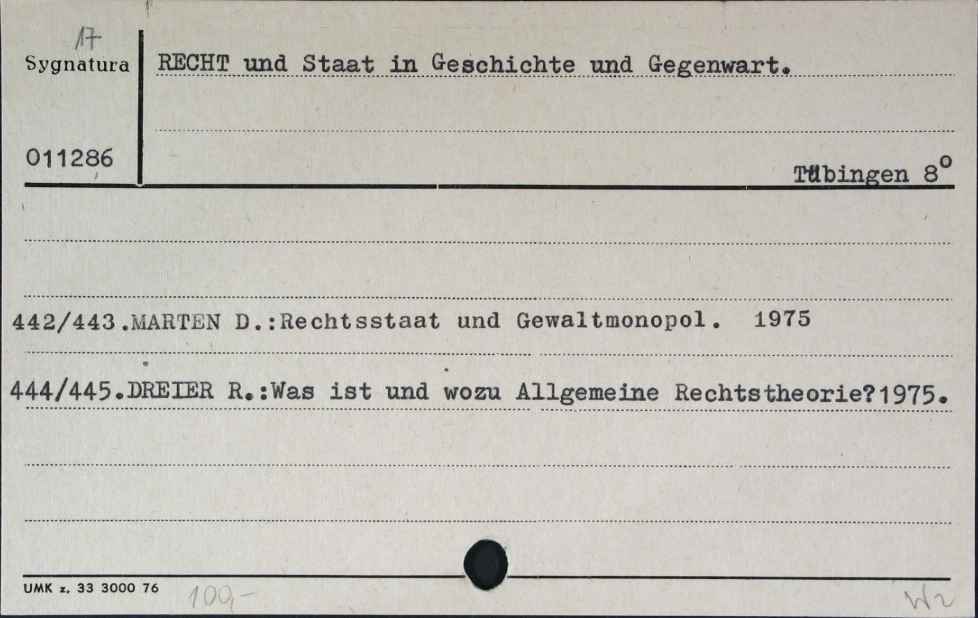 17
Sygnatura
RECHT und Staat in Geschichte und Gegenwart.
011286
Tübingen 8°
442/443.MARTEN D.:Rechtsstaat und Gewaltmonopol. 1975
444/445.DREIER R.:Was ist und wozu Allgemeine Rechtstheorie?1975.
UMK z. 33 3000 76
100,-